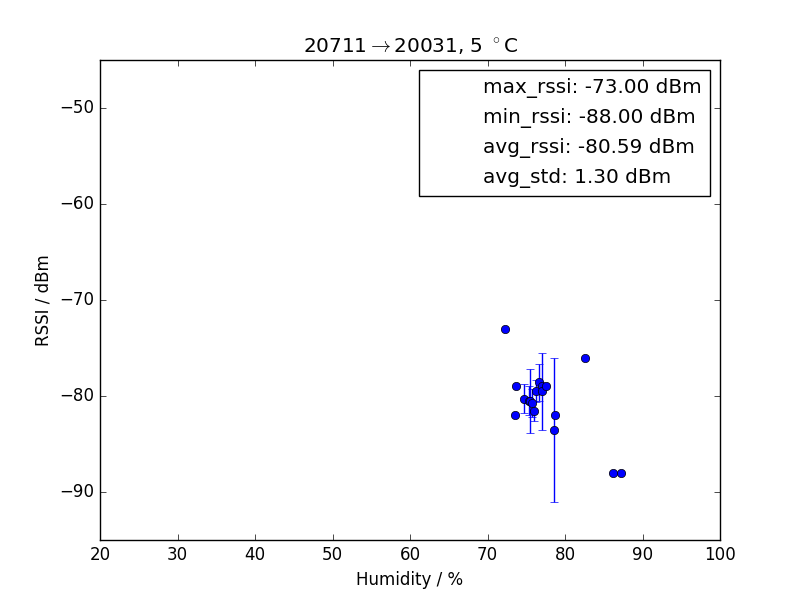 20711→20031, 5 °C
max_rssi: -73.00 dBm
min_rssi: -88.00 dBm
avg_rssi: -80.59 dBm
avg_std: 1.30 dBm
RSSI / dBm
−50
−60
−70
−80
−90
20 30 40 50 60 70 80 90 100
Humidity / %